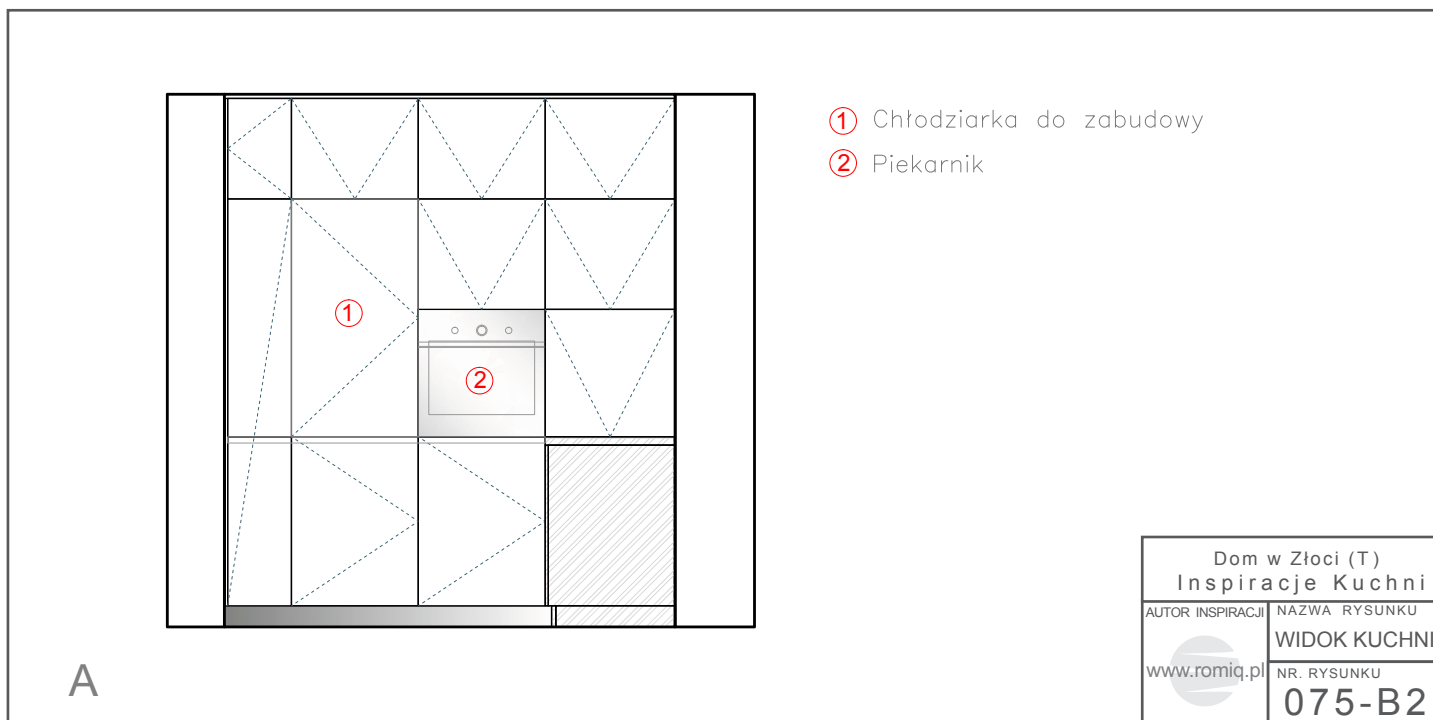 1 Chłodziarka do zabudowy
2 Piekarnik
1
2
A
Dom w Złoci (T)
Inspiracje Kuchni
AUTOR INSPIRACJI
www.romiq.pl
NAZWA RYSUNKU
WIDOK KUCHNI
NR. RYSUNKU
075-B2